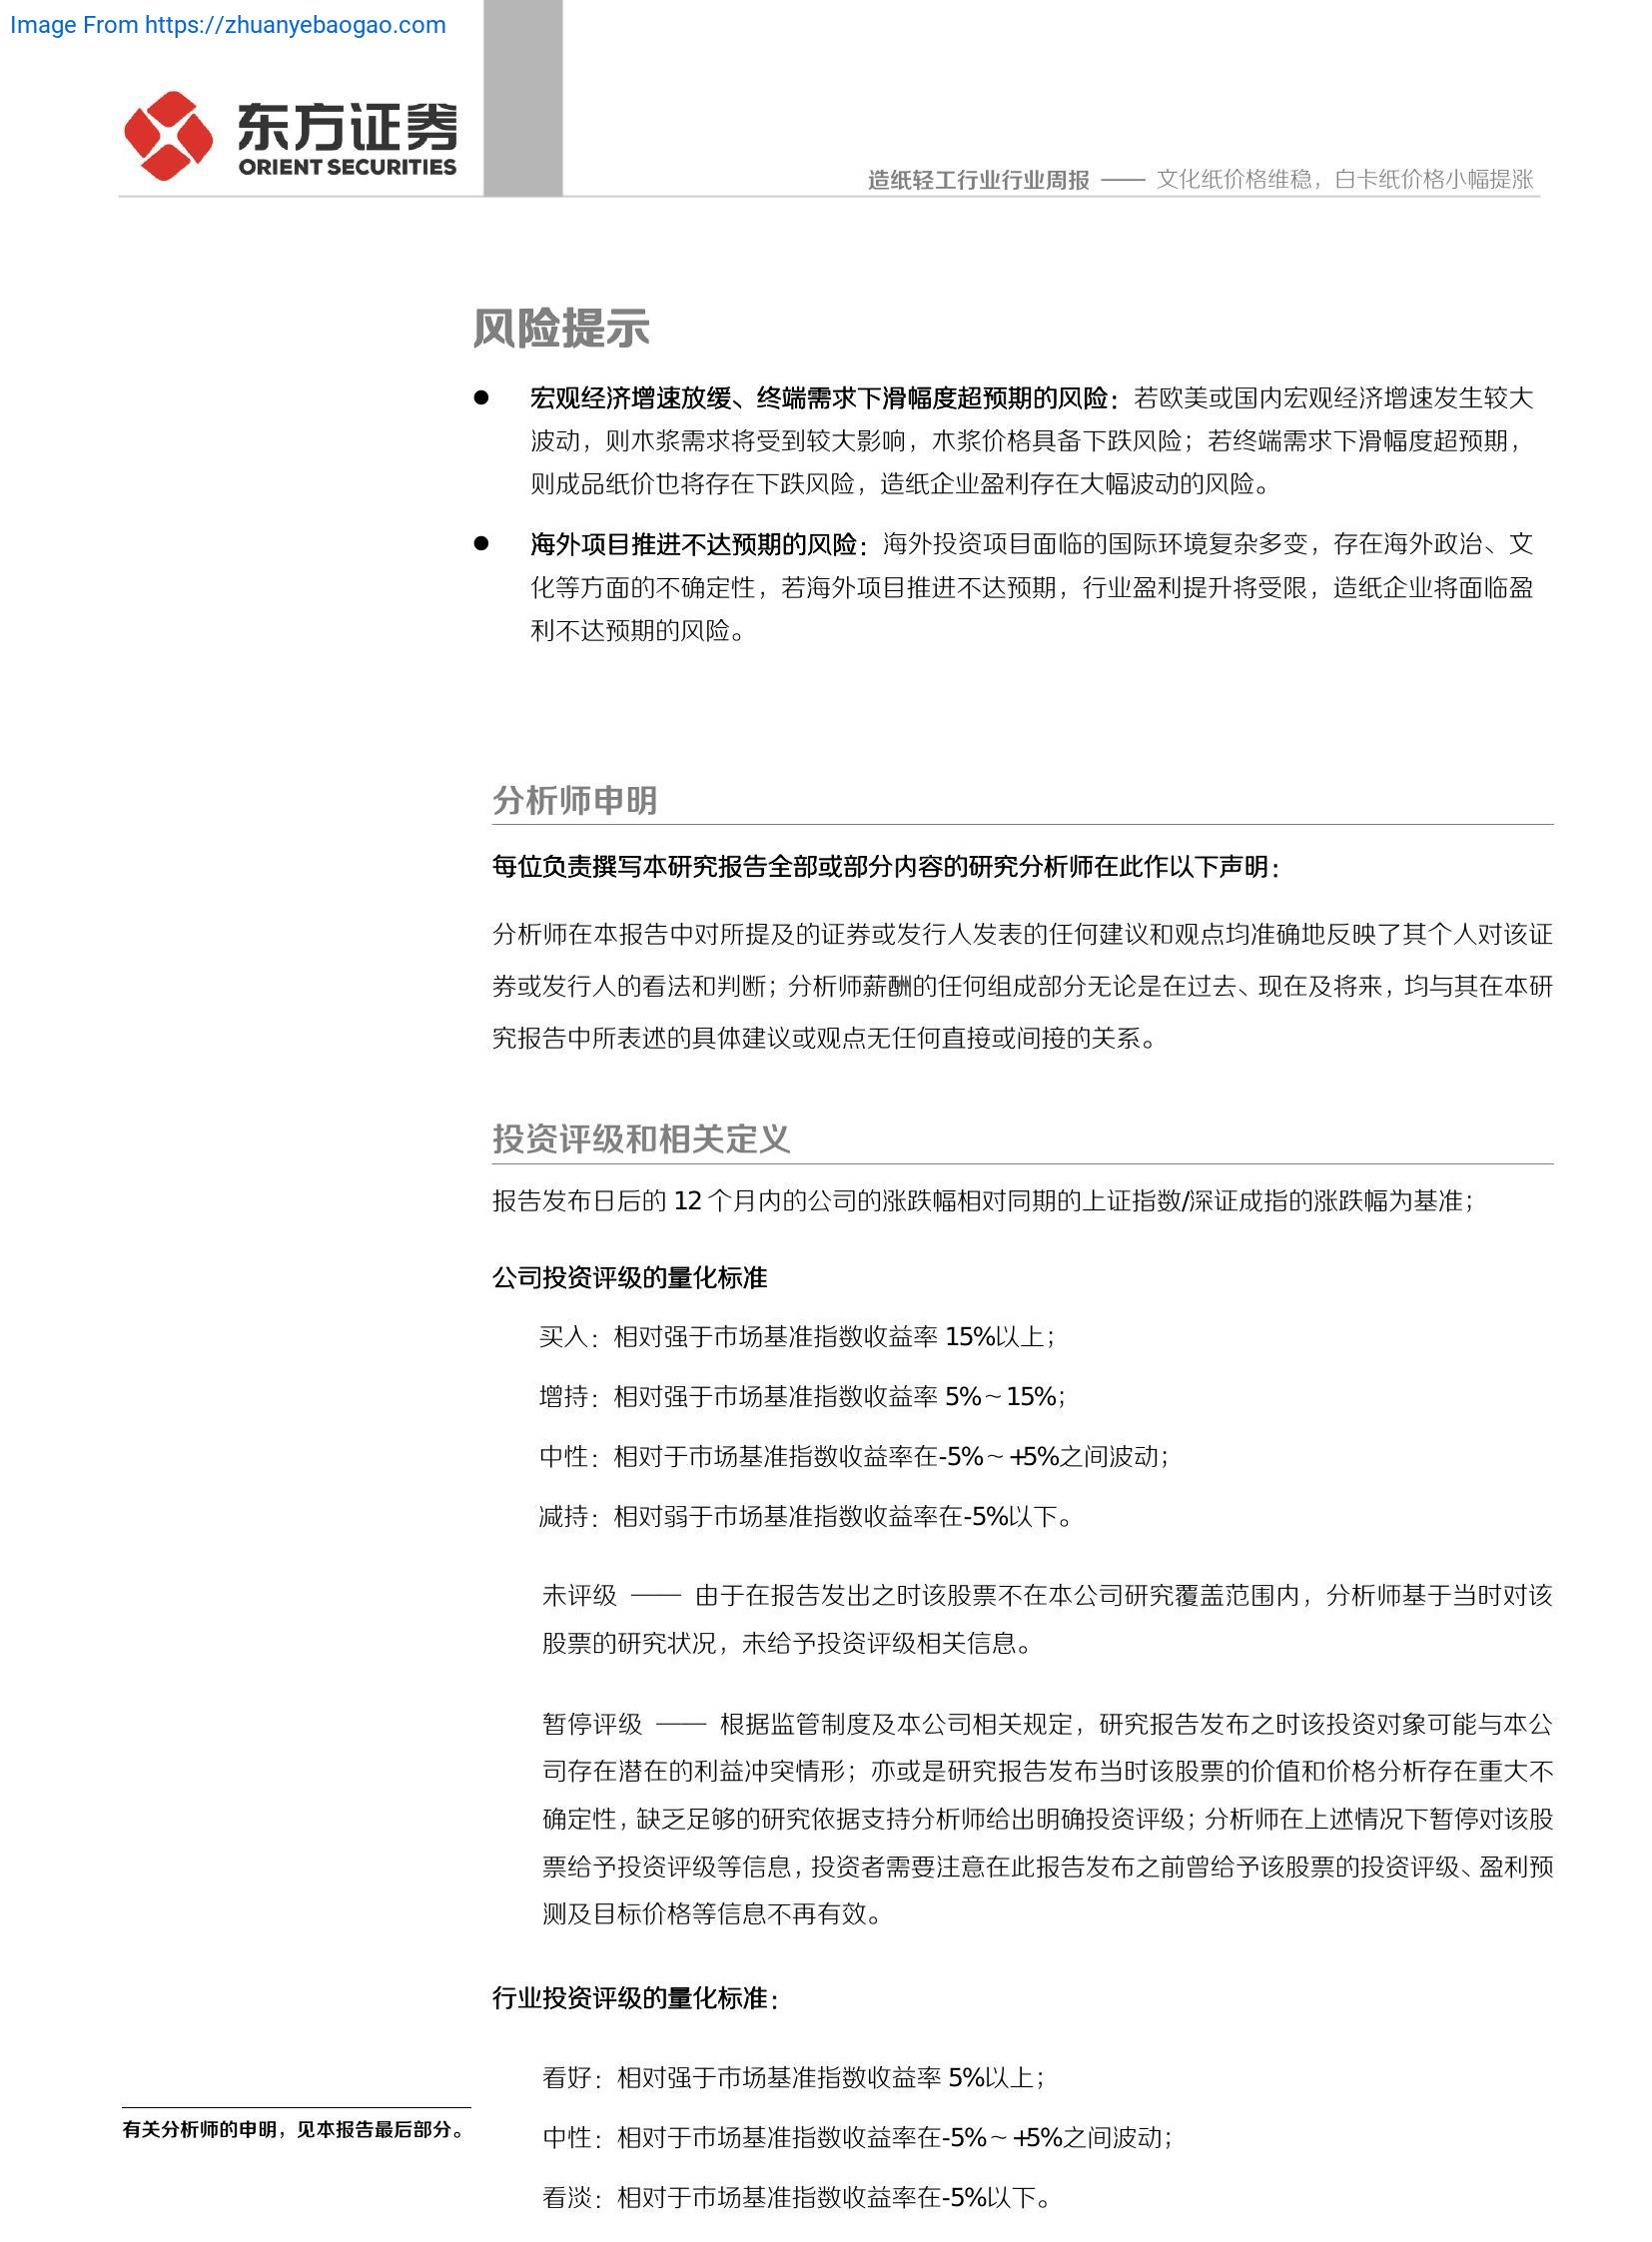 Image From https://zhuanyebaogao.com
东方证券
ORIENT SECURITIES
造纸轻工行业行业周报 —— 文化纸价格维稳，白卡纸价格小幅提涨
风险提示
● 宏观经济增速放缓、终端需求下滑幅度超预期的风险：若欧美或国内宏观经济增速发生较大
波动，则木浆需求将受到较大影响，木浆价格具备下跌风险；若终端需求下滑幅度超预期，
则成品纸价也将存在下跌风险，造纸企业盈利存在大幅波动的风险。
● 海外项目推进不达预期的风险：海外投资项目面临的国际环境复杂多变，存在海外政治、文
化等方面的不确定性，若海外项目推进不达预期，行业盈利提升将受限，造纸企业将面临盈
利不达预期的风险。
分析师申明
每位负责撰写本研究报告全部或部分内容的研究分析师在此作以下声明：
分析师在本报告中对所提及的证券或发行人发表的任何建议和观点均准确地反映了其个人对该证
券或发行人的看法和判断；分析师薪酬的任何组成部分无论是在过去、现在及将来，均与其在本研
究报告中所表述的具体建议或观点无任何直接或间接的关系。
投资评级和相关定义
报告发布日后的 12 个月内的公司的涨跌幅相对同期的上证指数/深证成指的涨跌幅为基准；
公司投资评级的量化标准
买入：相对强于市场基准指数收益率 15%以上；
增持：相对强于市场基准指数收益率 5%～15%；
中性：相对于市场基准指数收益率在-5%～+5%之间波动；
减持：相对弱于市场基准指数收益率在-5%以下。
未评级 —— 由于在报告发出之时该股票不在本公司研究覆盖范围内，分析师基于当时对该
股票的研究状况，未给予投资评级相关信息。
暂停评级 —— 根据监管制度及本公司相关规定，研究报告发布之时该投资对象可能与本公
司存在潜在的利益冲突情形；亦或是研究报告发布当时该股票的价值和价格分析存在重大不
确定性，缺乏足够的研究依据支持分析师给出明确投资评级；分析师在上述情况下暂停对该股
票给予投资评级等信息，投资者需要注意在此报告发布之前曾给予该股票的投资评级、盈利预
测及目标价格等信息不再有效。
行业投资评级的量化标准：
看好：相对强于市场基准指数收益率 5%以上；
中性：相对于市场基准指数收益率在-5%～+5%之间波动；
看淡：相对于市场基准指数收益率在-5%以下。
有关分析师的申明，见本报告最后部分。